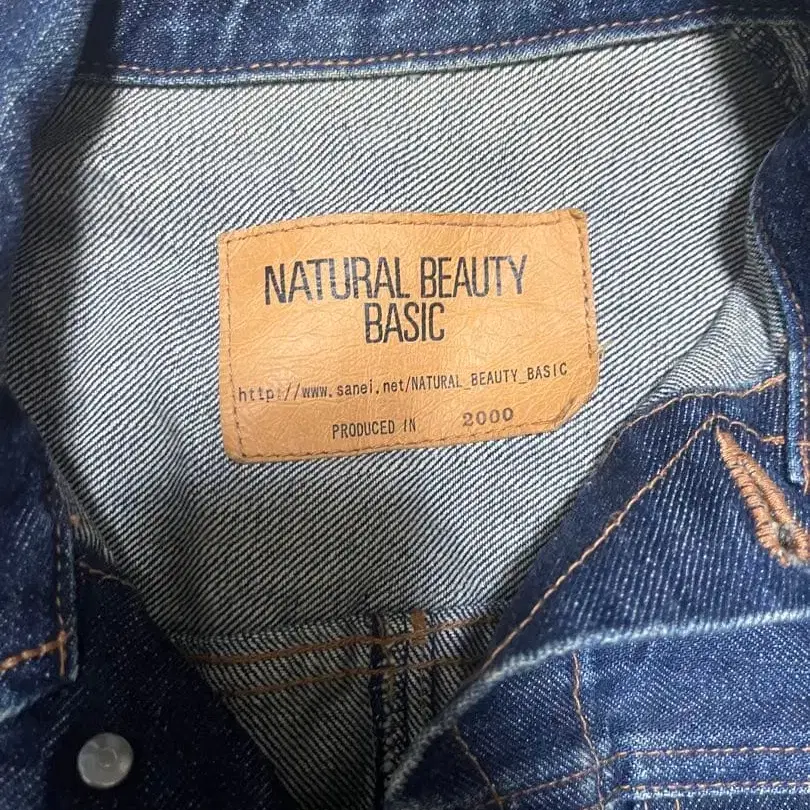 NATURAL BEAUTY
BASIC
http://www.sanei.net/NATURAL_BEAUTY_BASIC
PRODUCED IN 2000